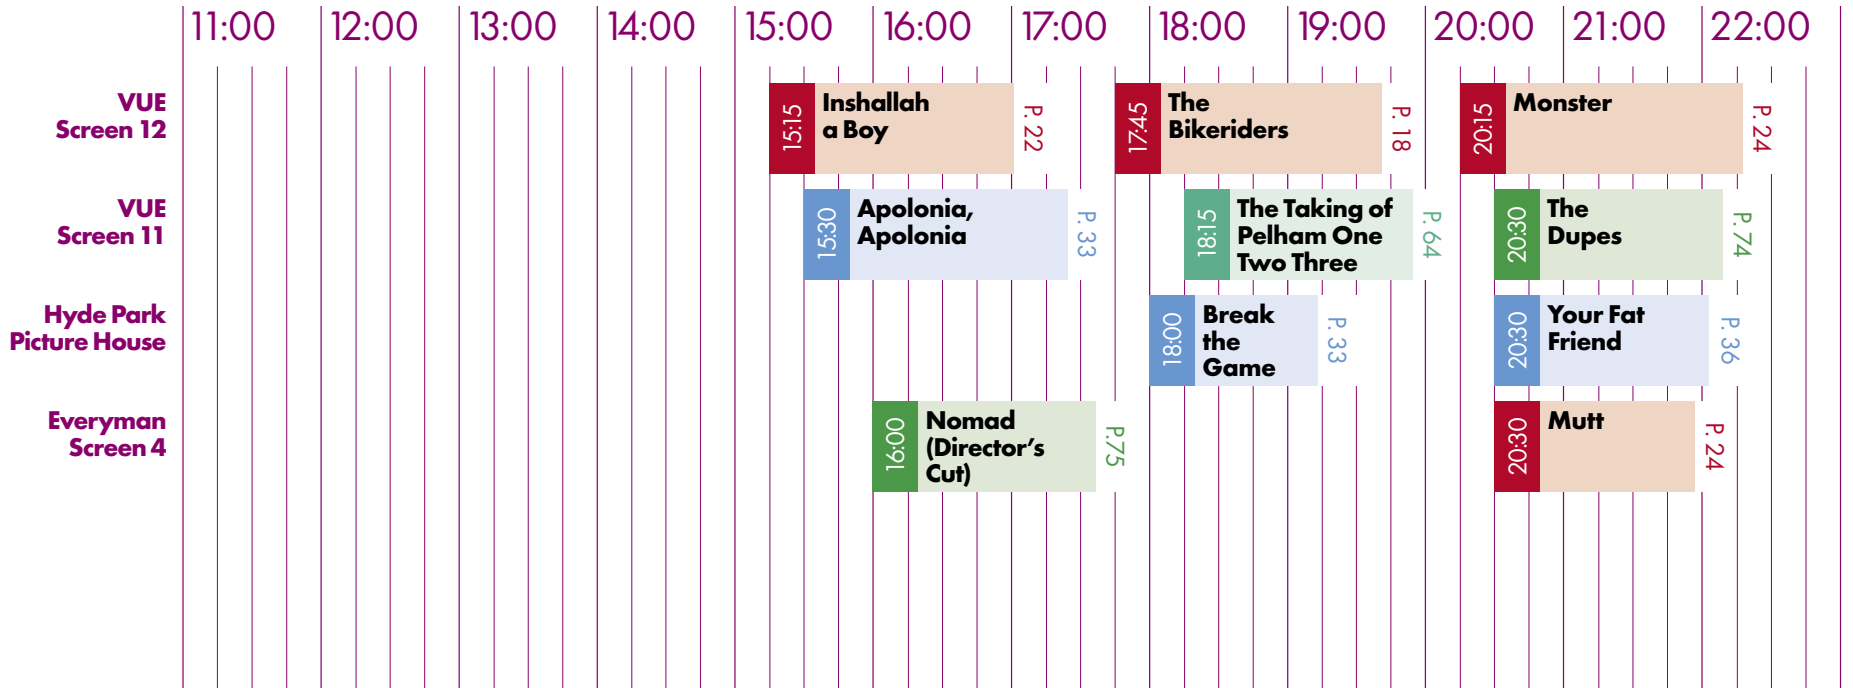 11:00 12:00 13:00 14:00 15:00 16:00 17:00 18:00 19:00 20:00 21:00 22:00
VUE
Screen 12
15:15
Inshallah
a Boy
P. 22
17:45
The
Bikeriders
P. 18
20:15
Monster
P. 24
VUE
Screen 11
15:30
Apolonia,
Apolonia
P. 33
18:15
The Taking of
Pelham One
Two Three
P. 64
20:30
The
Dupes
P. 74
Hyde Park
Picture House
18:00
Break
the
Game
P. 33
20:30
Your Fat
Friend
P. 36
Everyman
Screen 4
16:00
Nomad
(Director’s
Cut)
P.75
20:30
Mutt
P. 24